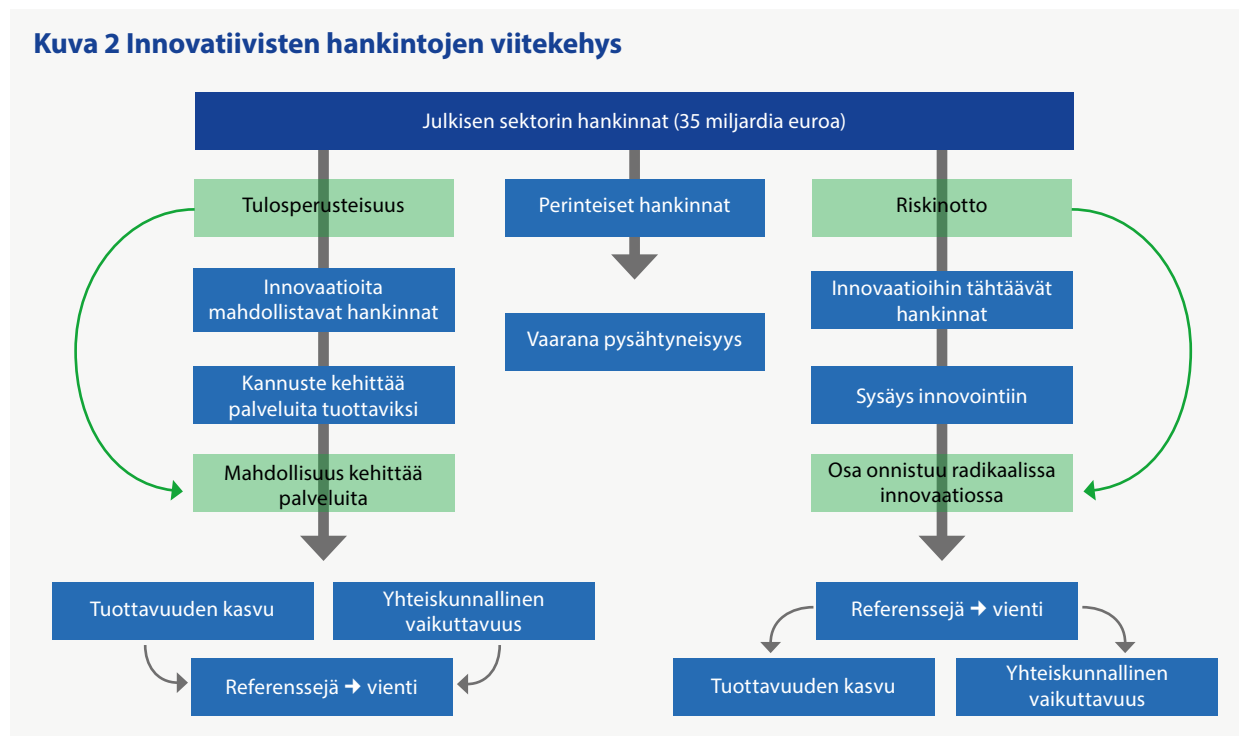 Kuva 2 Innovatiivisten hankintojen viitekehys
Julkisen sektorin hankinnat (35 miljardia euroa)
Tulosperusteisuus
Innovaatioita
mahdollistavat hankinnat
Kannuste kehittää
palveluita tuottaviksi
Mahdollisuus kehittää
palveluita
Tuottavuuden kasvu
Yhteiskunnallinen
vaikuttavuus
Referenssejä → vienti
Perinteiset hankinnat
Vaarana pysähtyneisyys
Riskinotto
Innovaatioihin tähtäävät
hankinnat
Sysäys innovointiin
Osa onnistuu radikaalissa
innovaatiossa
Referenssejä → vienti
Tuottavuuden kasvu
Yhteiskunnallinen
vaikuttavuus